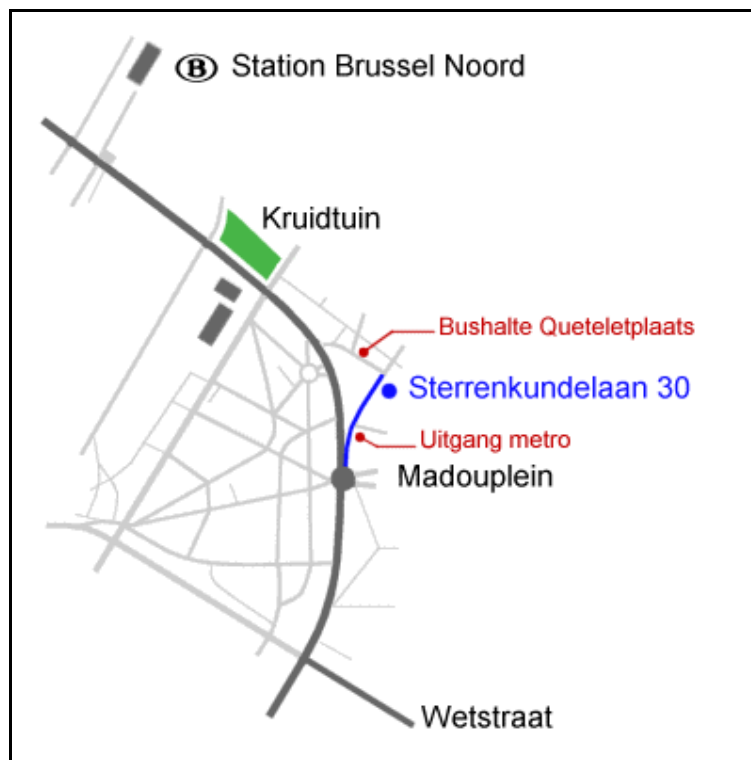 B Station Brussel Noord
Kruidtuin
Bushalte Queteletplaats
Sterrenkundelaan 30
Uitgang metro
Madouplein
Wetstraat